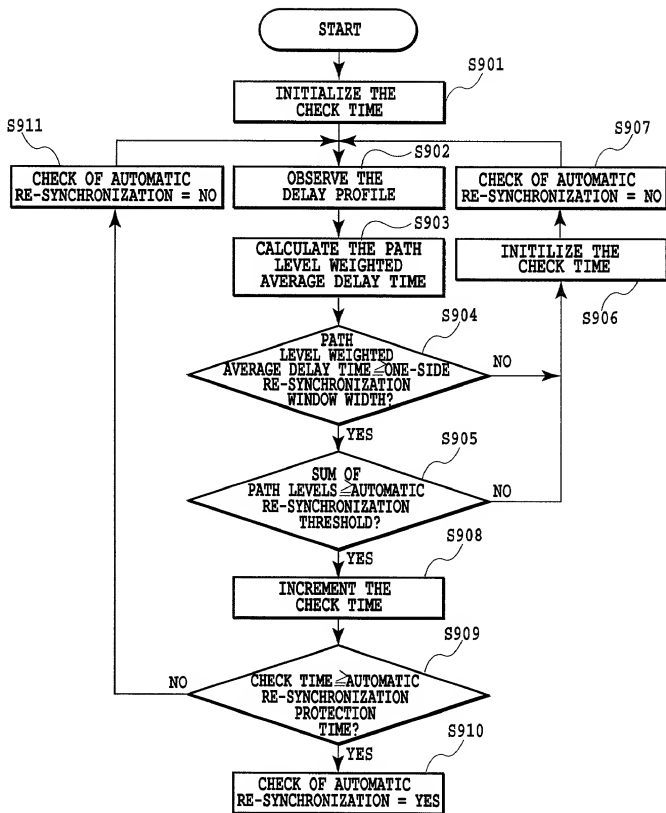 START
S901
INITIALIZE THE
CHECK TIME
S911
CHECK OF AUTOMATIC
RE-SYNCHRONIZATION = NO
S902
OBSERVE THE
DELAY PROFILE
S907
CHECK OF AUTOMATIC
RE-SYNCHRONIZATION = NO
S903
CALCULATE THE PATH
LEVEL WEIGHTED
AVERAGE DELAY TIME
INITILIZE THE
CHECK TIME
S906
S904
PATH
LEVEL WEIGHTED
AVERAGE DELAY TIME≧ONE-SIDE
RE-SYNCHRONIZATION
WINDOW WIDTH?
NO
YES
S905
SUM OF
PATH LEVELS≧AUTOMATIC
RE-SYNCHRONIZATION
THRESHOLD?
NO
YES
S908
INCREMENT THE
CHECK TIME
S909
CHECK TIME≧AUTOMATIC
RE-SYNCHRONIZATION
PROTECTION
TIME?
NO
YES
S910
CHECK OF AUTOMATIC
RE-SYNCHRONIZATION = YES